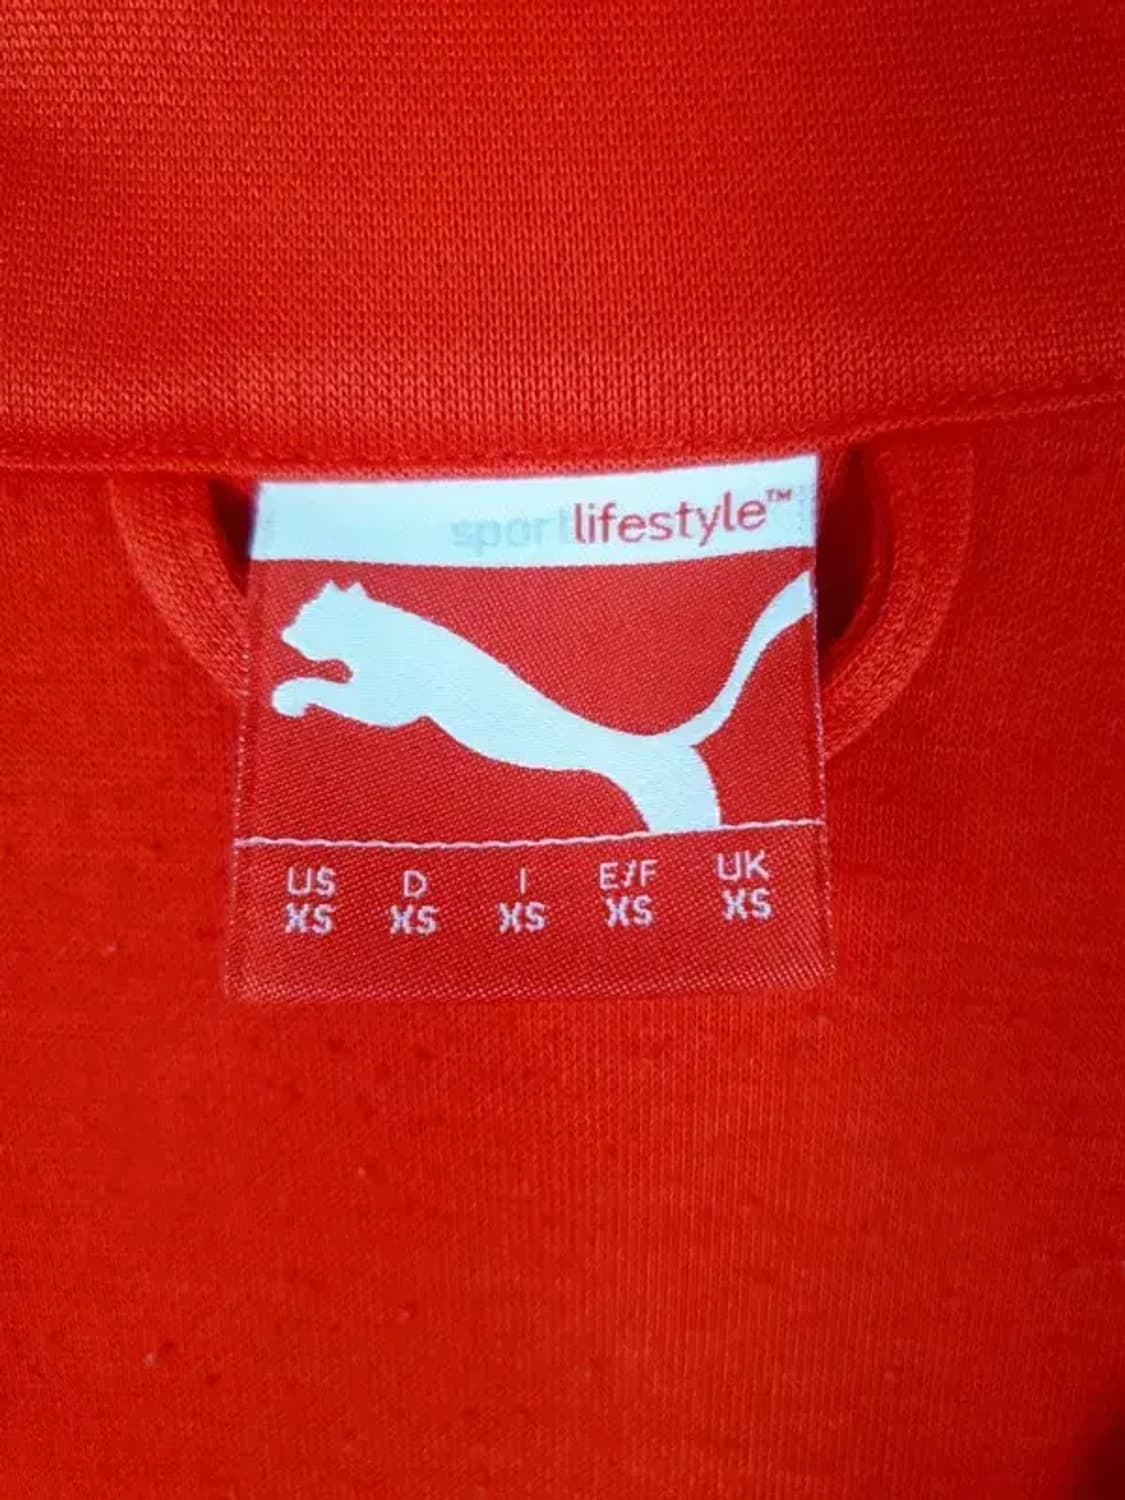 sportlifestyle™
US D I E/F UK
XS XS XS XS XS